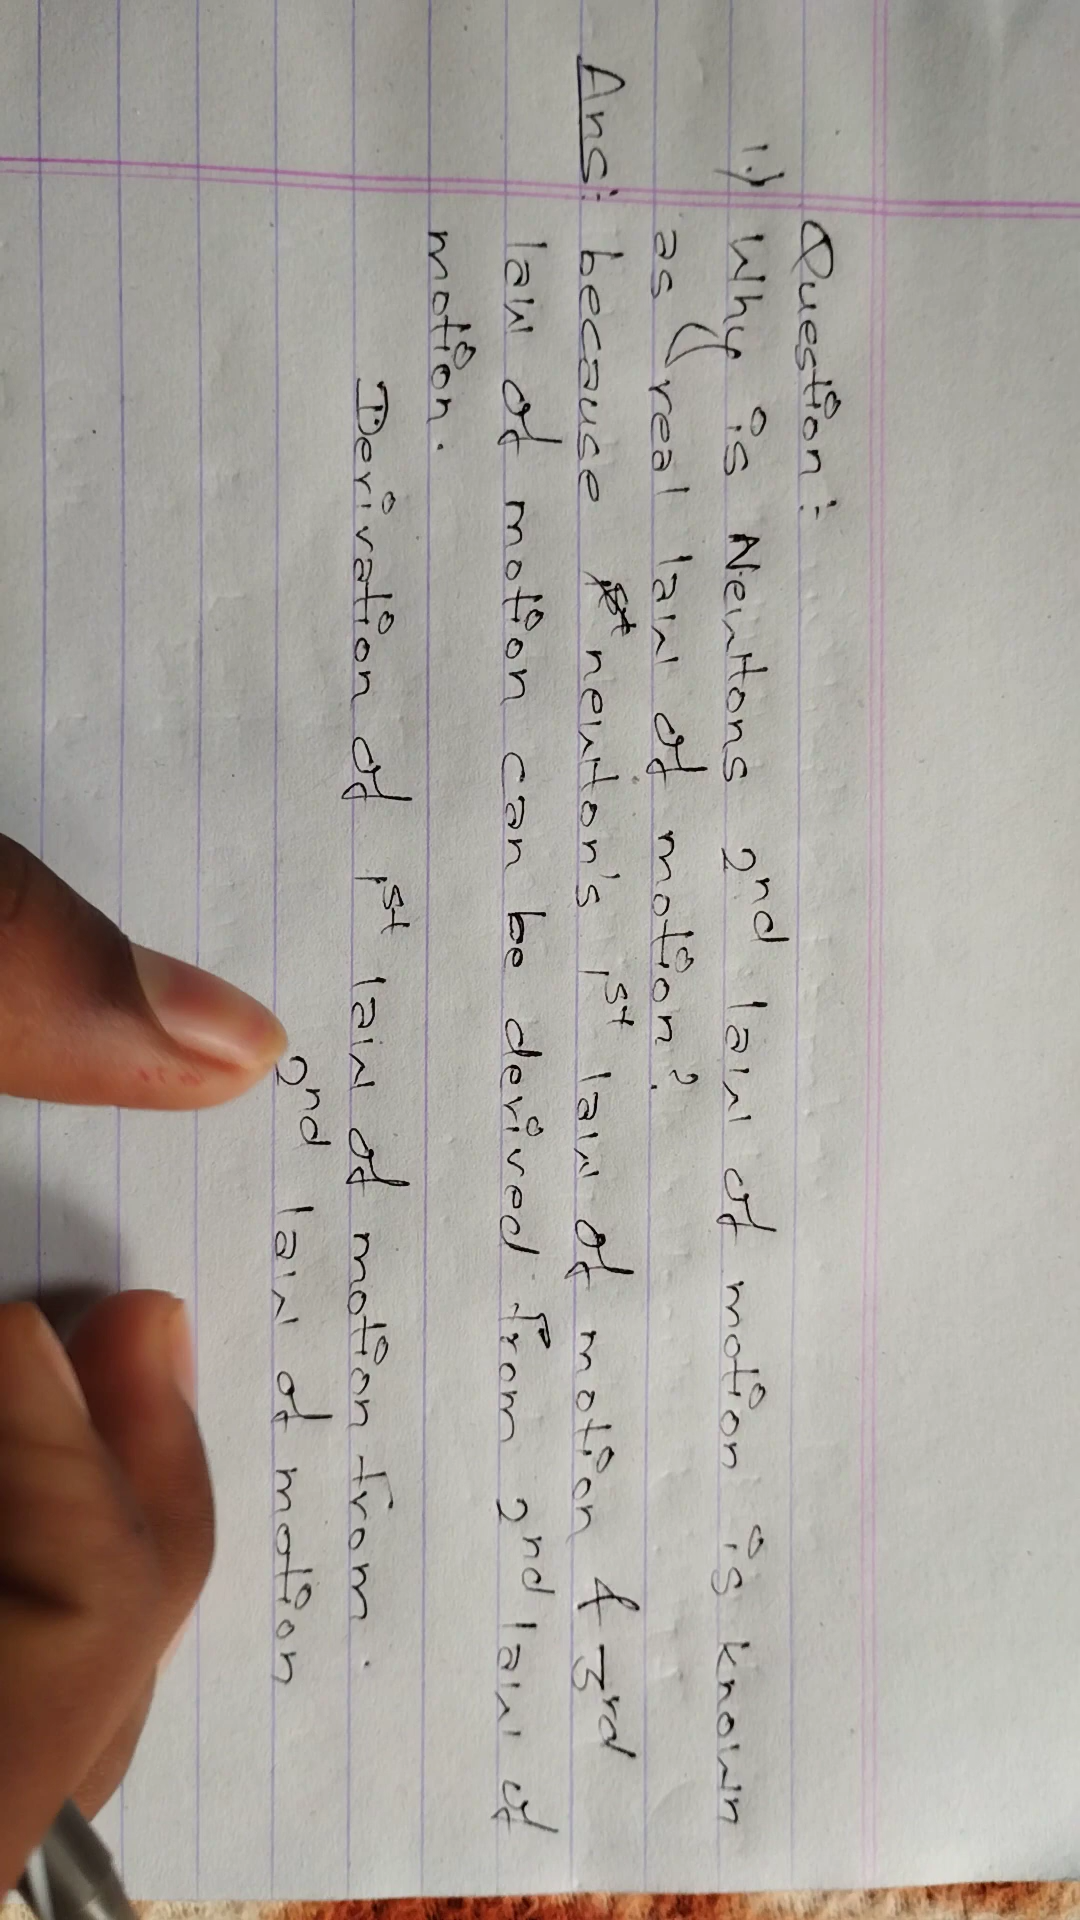 Question:
1.) Why is Newtons 2nd law of motion is known
as real law of motion?
Ans: because newton's 1st law of motion & 3rd
law of motion can be derived from 2nd law of
motion.
Derivation of 1st law of motion from.
2nd law of motion